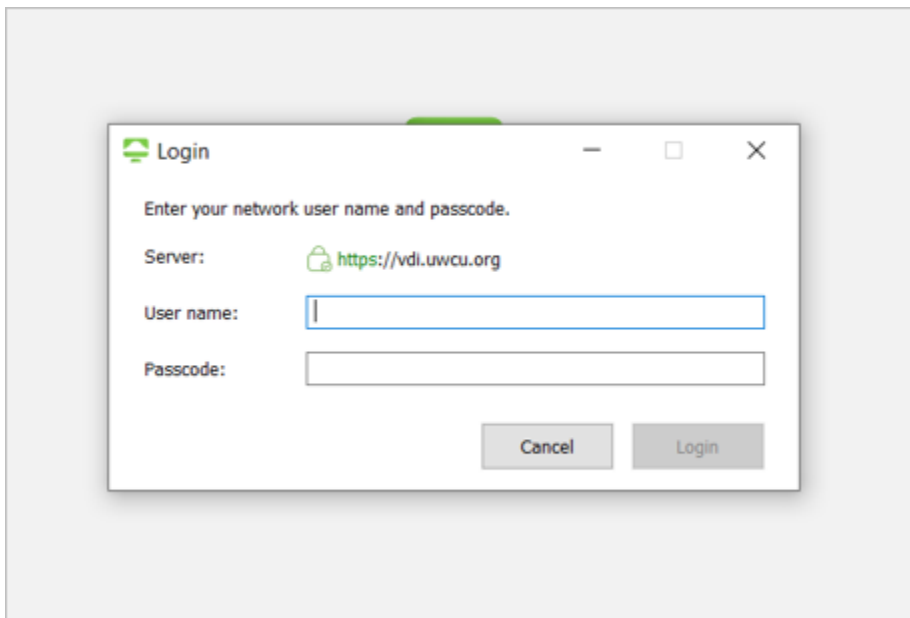 Login
Enter your network user name and passcode.
Server: https://vdi.uwcu.org
User name:
Passcode:
Cancel Login